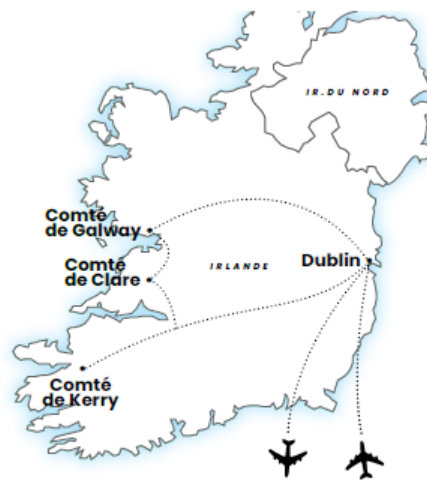 IR.DU NORD
Comté
de Galway
Comté
de Clare
IRLANDE
Dublin
Comté
de Kerry